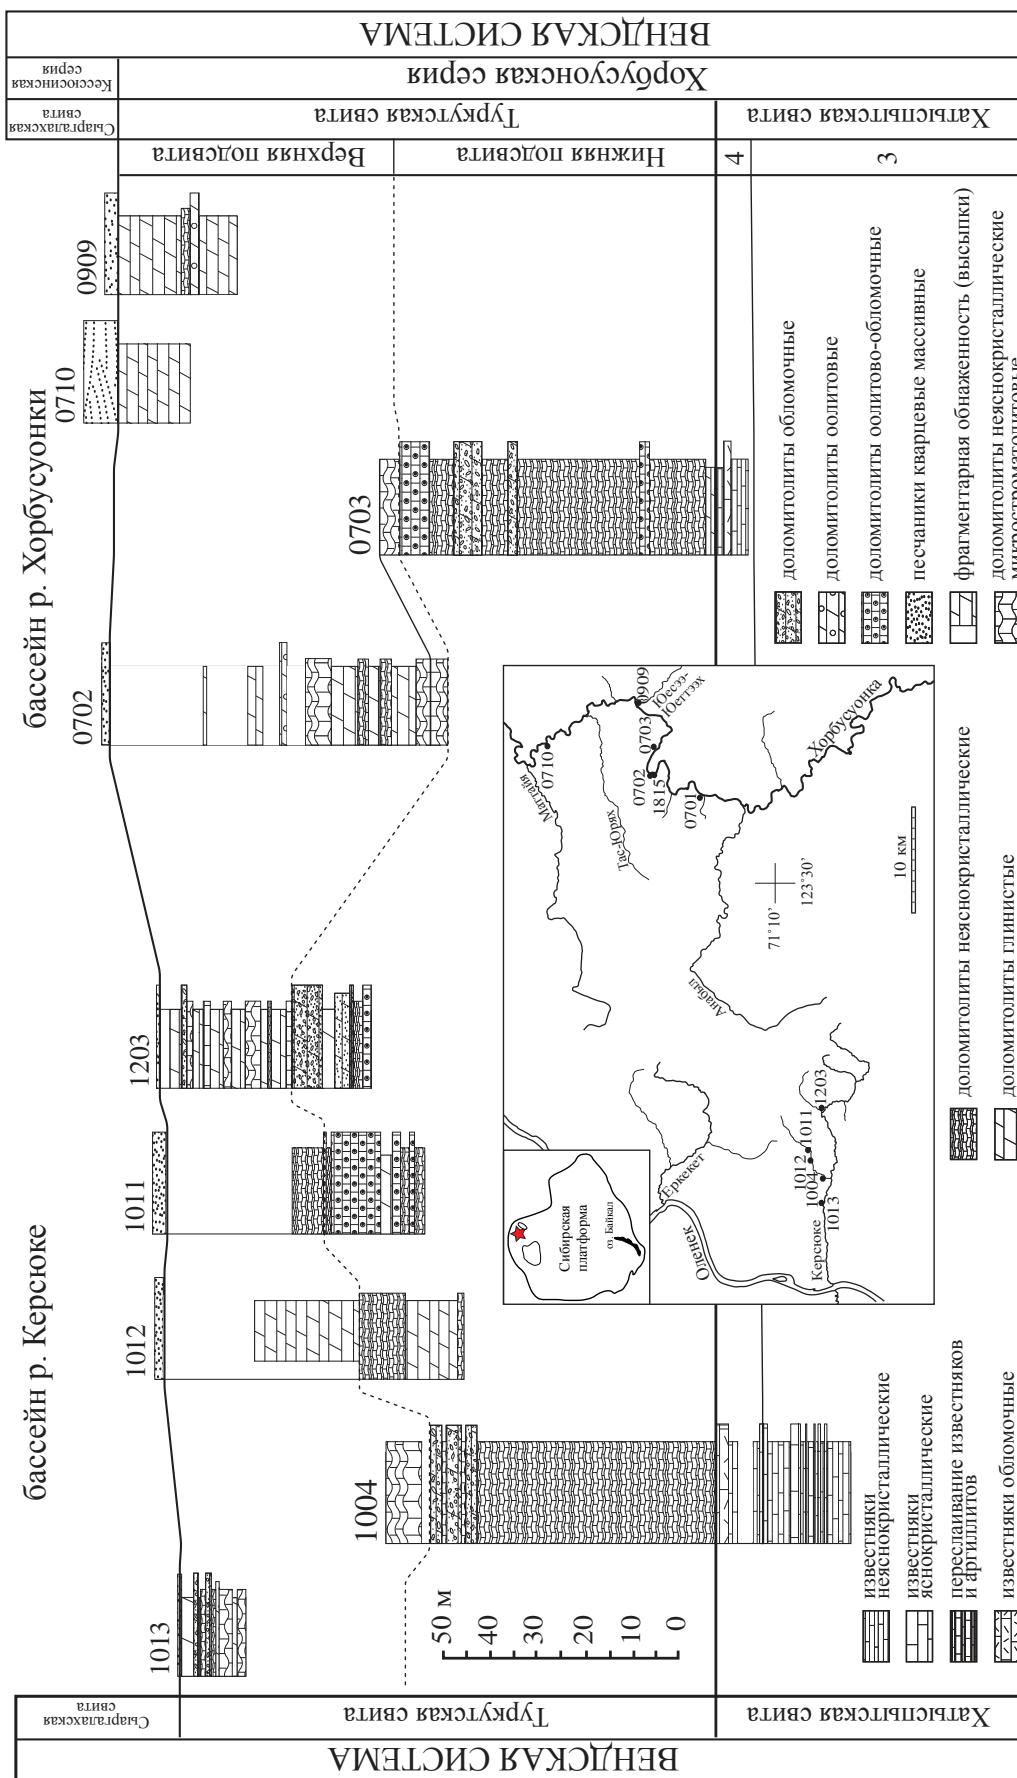 ВЕНДСКАЯ СИСТЕМА
Хорбусуонская серия
Кессюсинская
серия
Сыаргалахская
свита
Туркутская свита
Хатыспытская свита
Верхняя подсвита
Нижняя подсвита
4
3
бассейн р. Керсюке
бассейн р. Хорбусуонки
1013
1004
1012
1011
1203
0702
0703
0710
0909
50 м
40
30
20
10
0
Сибирская
платформа
оз. Байкал
Оленек
Еркекет
Керсюке
1013
1004
1012
1011
1203
Анабыл
Маттайя
Тас-Юрях
0710
0702
1815
0703
0701
0909
Юесээ-
Юеттээх
Хорбусуонка
71°10'
123°30'
10 км
известняки
неяснокристаллические
известняки
яснокристаллические
переслаивание известняков
и аргиллитов
известняки обломочные
доломитолиты неяснокристаллические
доломитолиты глинистые
доломитолиты обломочные
доломитолиты оолитовые
доломитолиты оолитово-обломочные
песчаники кварцевые массивные
фрагментарная обнаженность (высыпки)
доломитолиты неяснокристаллические
микростроматолитовые
Сыаргалахская
свита
Туркутская свита
Хатыспытская свита
ВЕНДСКАЯ СИСТЕМА